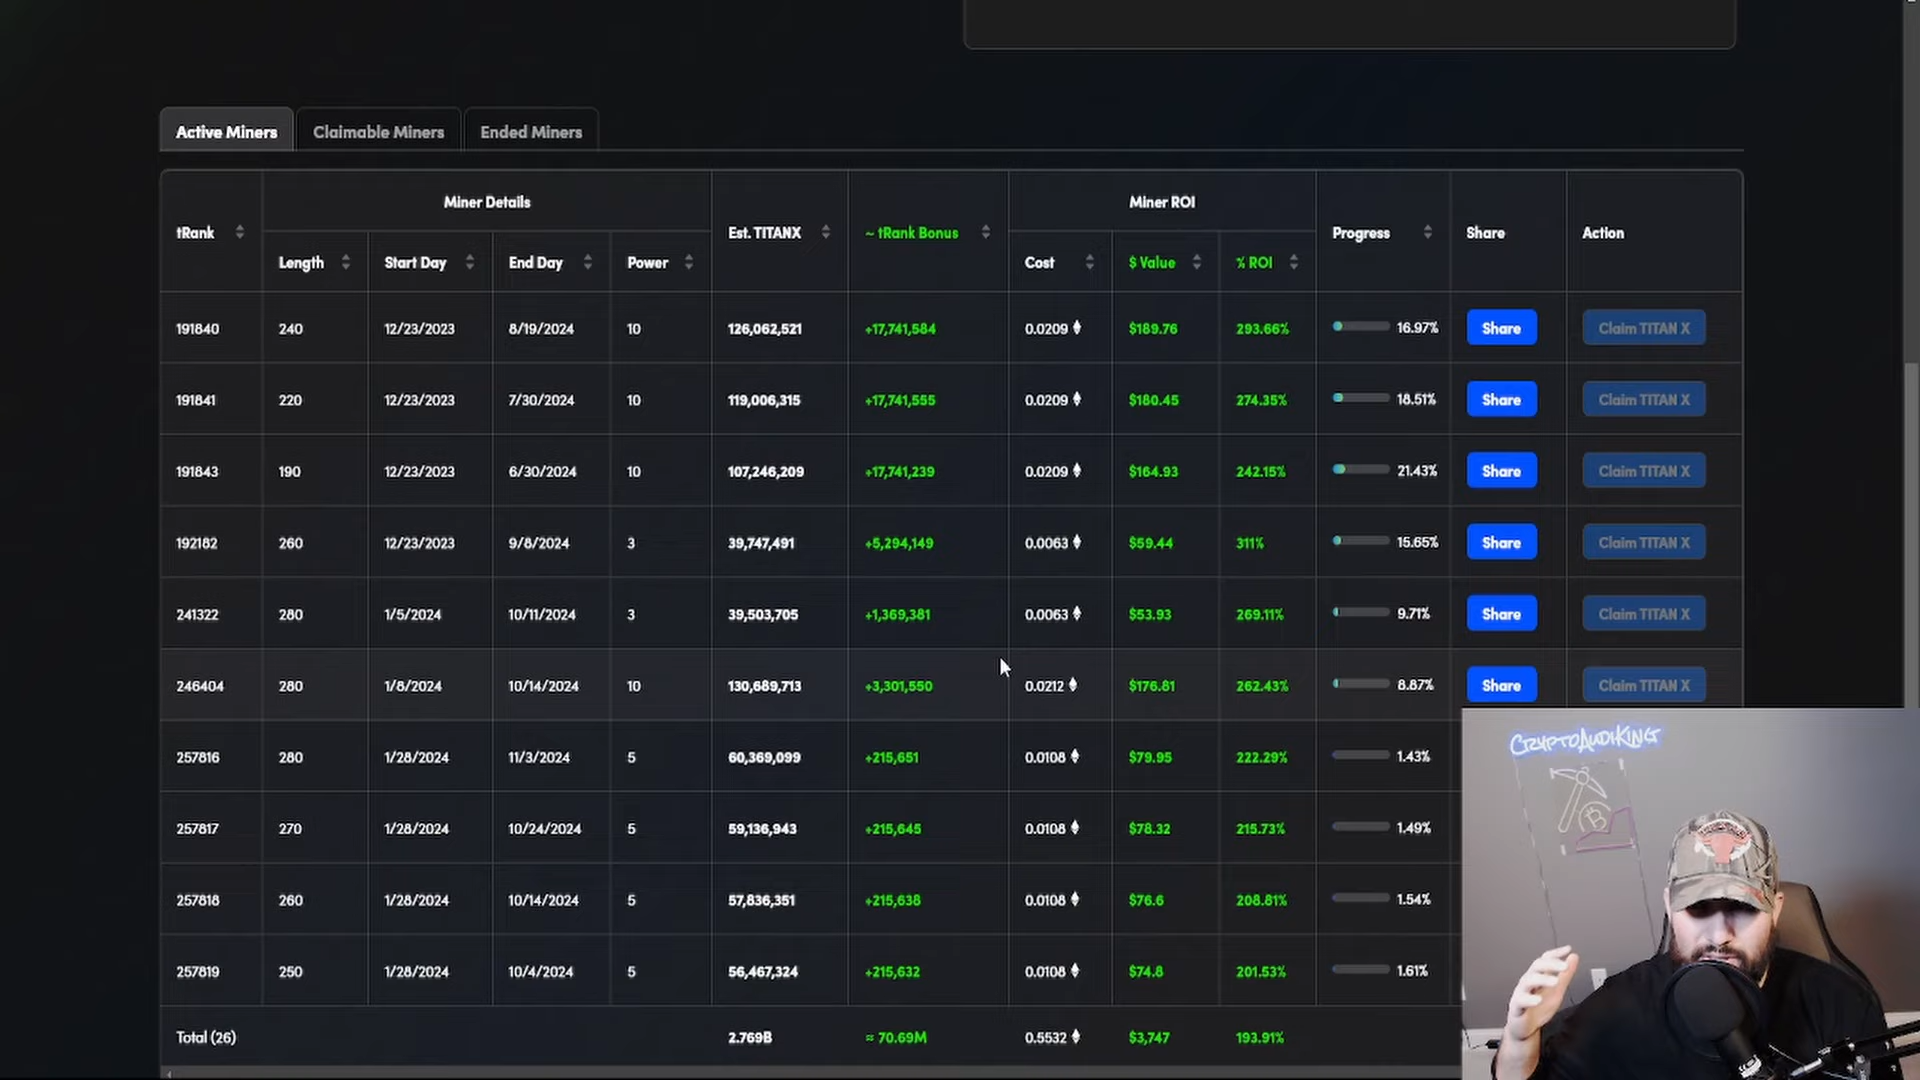 Active Miners Claimable Miners Ended Miners
tRank Miner Details Est. TITANX ~ tRank Bonus Miner ROI Progress Share Action
Length Start Day End Day Power Cost $ Value % ROI
191840 240 12/23/2023 8/19/2024 10 126,062,521 +17,741,584 0.0209 $189.76 293.66% 16.97% Share Claim TITAN X
191841 220 12/23/2023 7/30/2024 10 119,006,315 +17,741,555 0.0209 $180.45 274.35% 18.51% Share Claim TITAN X
191843 190 12/23/2023 6/30/2024 10 107,246,209 +17,741,239 0.0209 $164.93 242.15% 21.43% Share Claim TITAN X
192182 260 12/23/2023 9/8/2024 3 39,747,491 +5,294,149 0.0063 $59.44 311% 15.65% Share Claim TITAN X
241322 280 1/5/2024 10/11/2024 3 39,503,705 +1,369,381 0.0063 $53.93 269.11% 9.71% Share Claim TITAN X
246404 280 1/8/2024 10/14/2024 10 130,689,713 +3,301,550 0.0212 $176.81 262.43% 8.87% Share Claim TITAN X
257816 280 1/28/2024 11/3/2024 5 60,369,099 +215,651 0.0108 $79.95 222.29% 1.43%
257817 270 1/28/2024 10/24/2024 5 59,136,943 +215,645 0.0108 $78.32 215.73% 1.49%
257818 260 1/28/2024 10/14/2024 5 57,836,351 +215,638 0.0108 $76.6 208.81% 1.54%
257819 250 1/28/2024 10/4/2024 5 56,467,324 +215,632 0.0108 $74.8 201.53% 1.61%
Total (26) 2.769B ≈ 70.69M 0.5532 $3,747 193.91%
CRYPTOAUDIKING